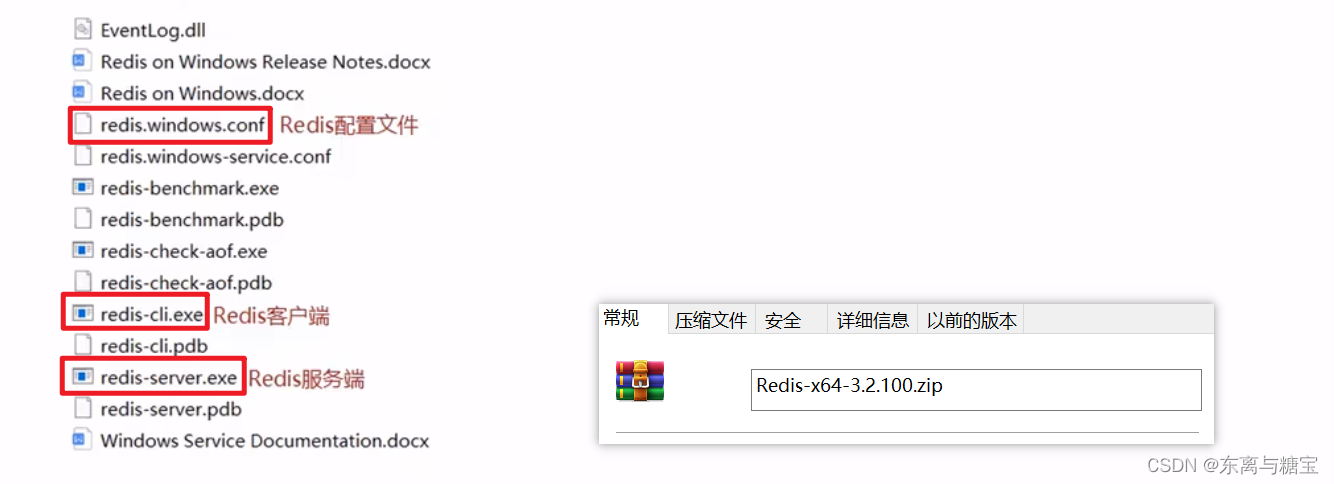 EventLog.dll
Redis on Windows Release Notes.docx
Redis on Windows.docx
redis.windows.conf Redis配置文件
redis.windows-service.conf
redis-benchmark.exe
redis-benchmark.pdb
redis-check-aof.exe
redis-check-aof.pdb
redis-cli.exe Redis客户端
redis-cli.pdb
redis-server.exe Redis服务端
redis-server.pdb
Windows Service Documentation.docx
常规 压缩文件 安全 详细信息 以前的版本
Redis-x64-3.2.100.zip
CSDN @东离与糖宝